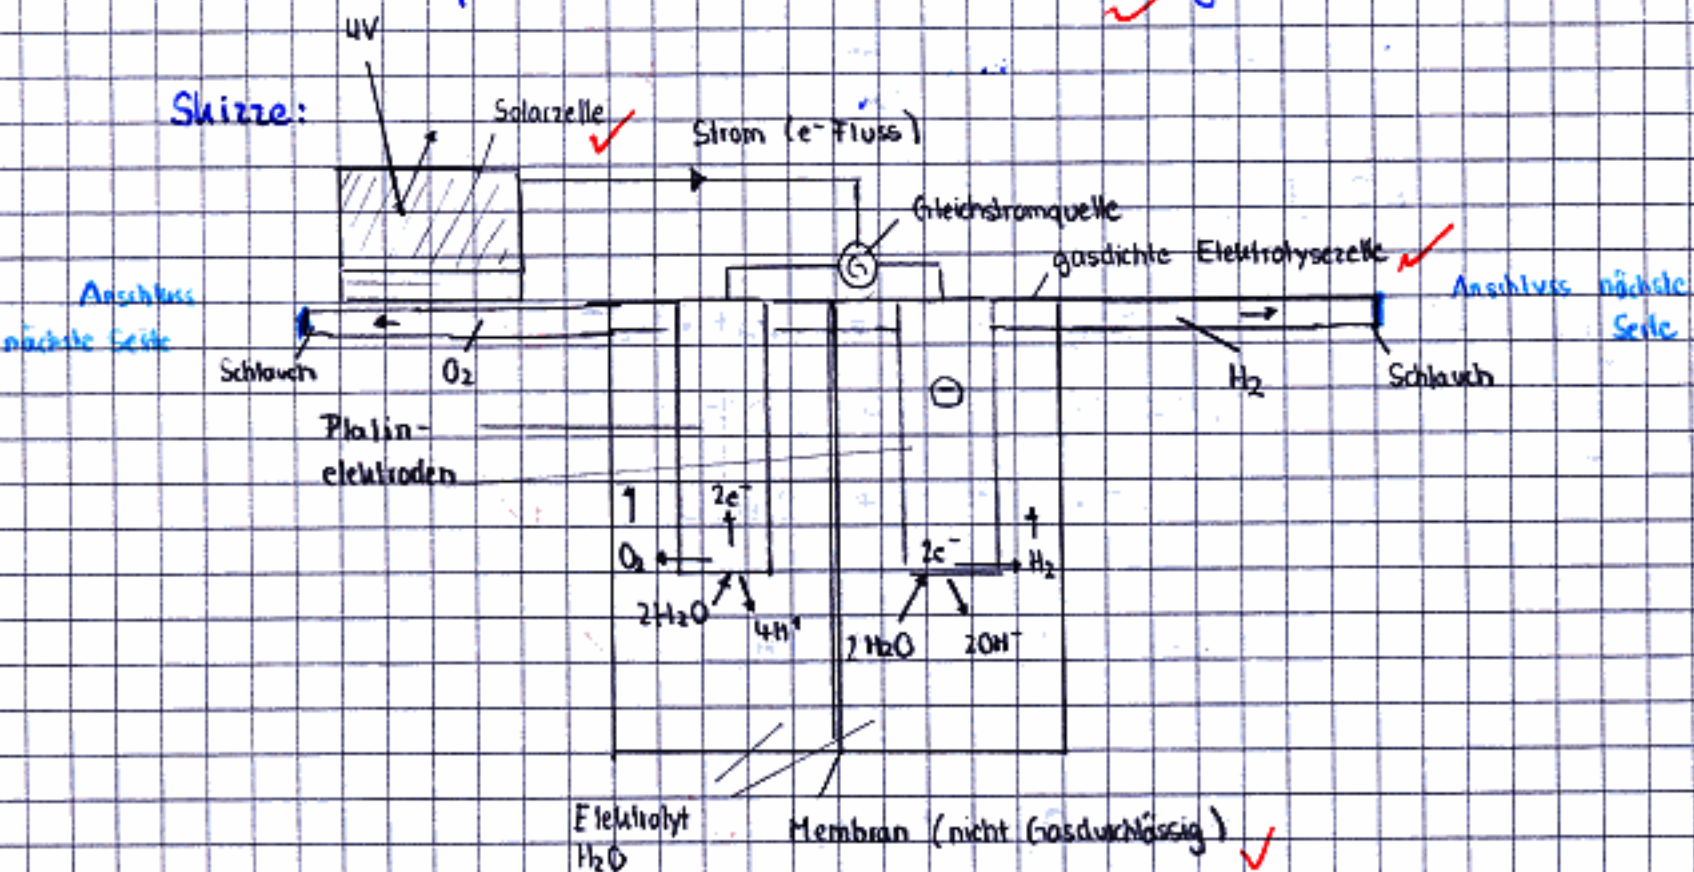 UV
Skizze:
Solarzelle
Strom (e⁻ Fluss)
Gleichstromquelle
G
gasdichte Elektrolysezelle
Anschluss
nächste Seite
Anschluss nächste
Seite
Schlauch
O₂
H₂
Schlauch
⊖
Platin-
elektroden
2e⁻
O₂
2e⁻
H₂
2H₂O
4H⁺
2H₂O
2OH⁻
Elektrolyt
H₂O
Membran (nicht Gasdurchlässig)